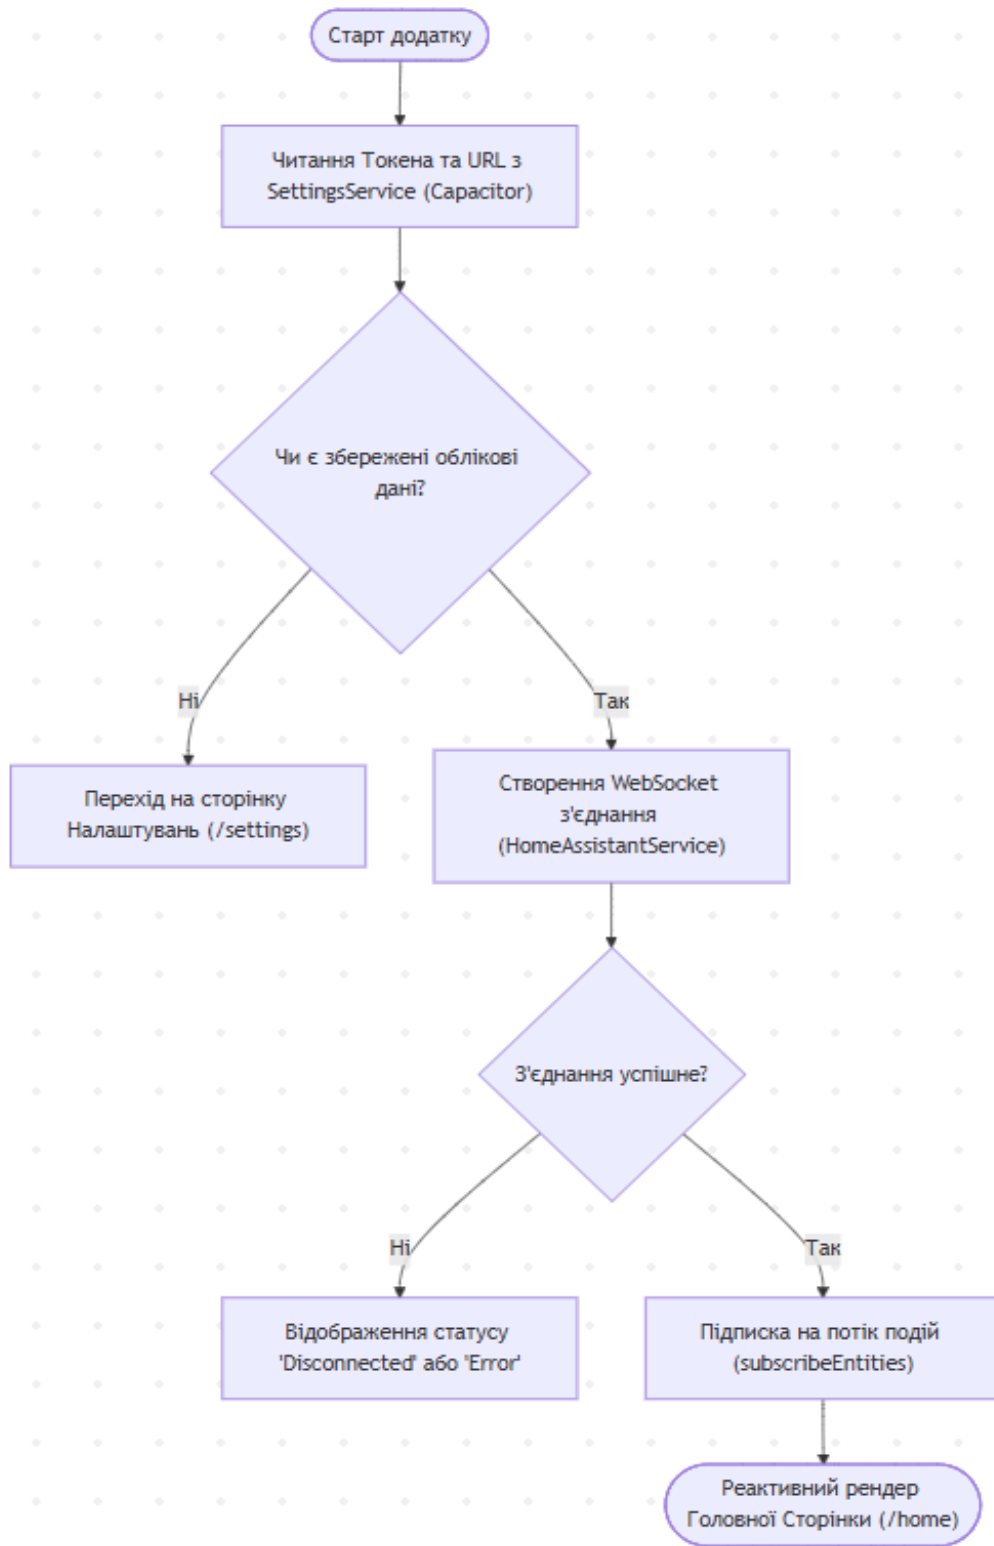 Старт додатку
Читання Токена та URL з
SettingsService (Capacitor)
Чи є збережені облікові
дані?
Ні
Так
Перехід на сторінку
Налаштувань (/settings)
Створення WebSocket
з'єднання
(HomeAssistantService)
З'єднання успішне?
Ні
Так
Відображення статусу
'Disconnected' або 'Error'
Підписка на потік подій
(subscribeEntities)
Реактивний рендер
Головної Сторінки (/home)